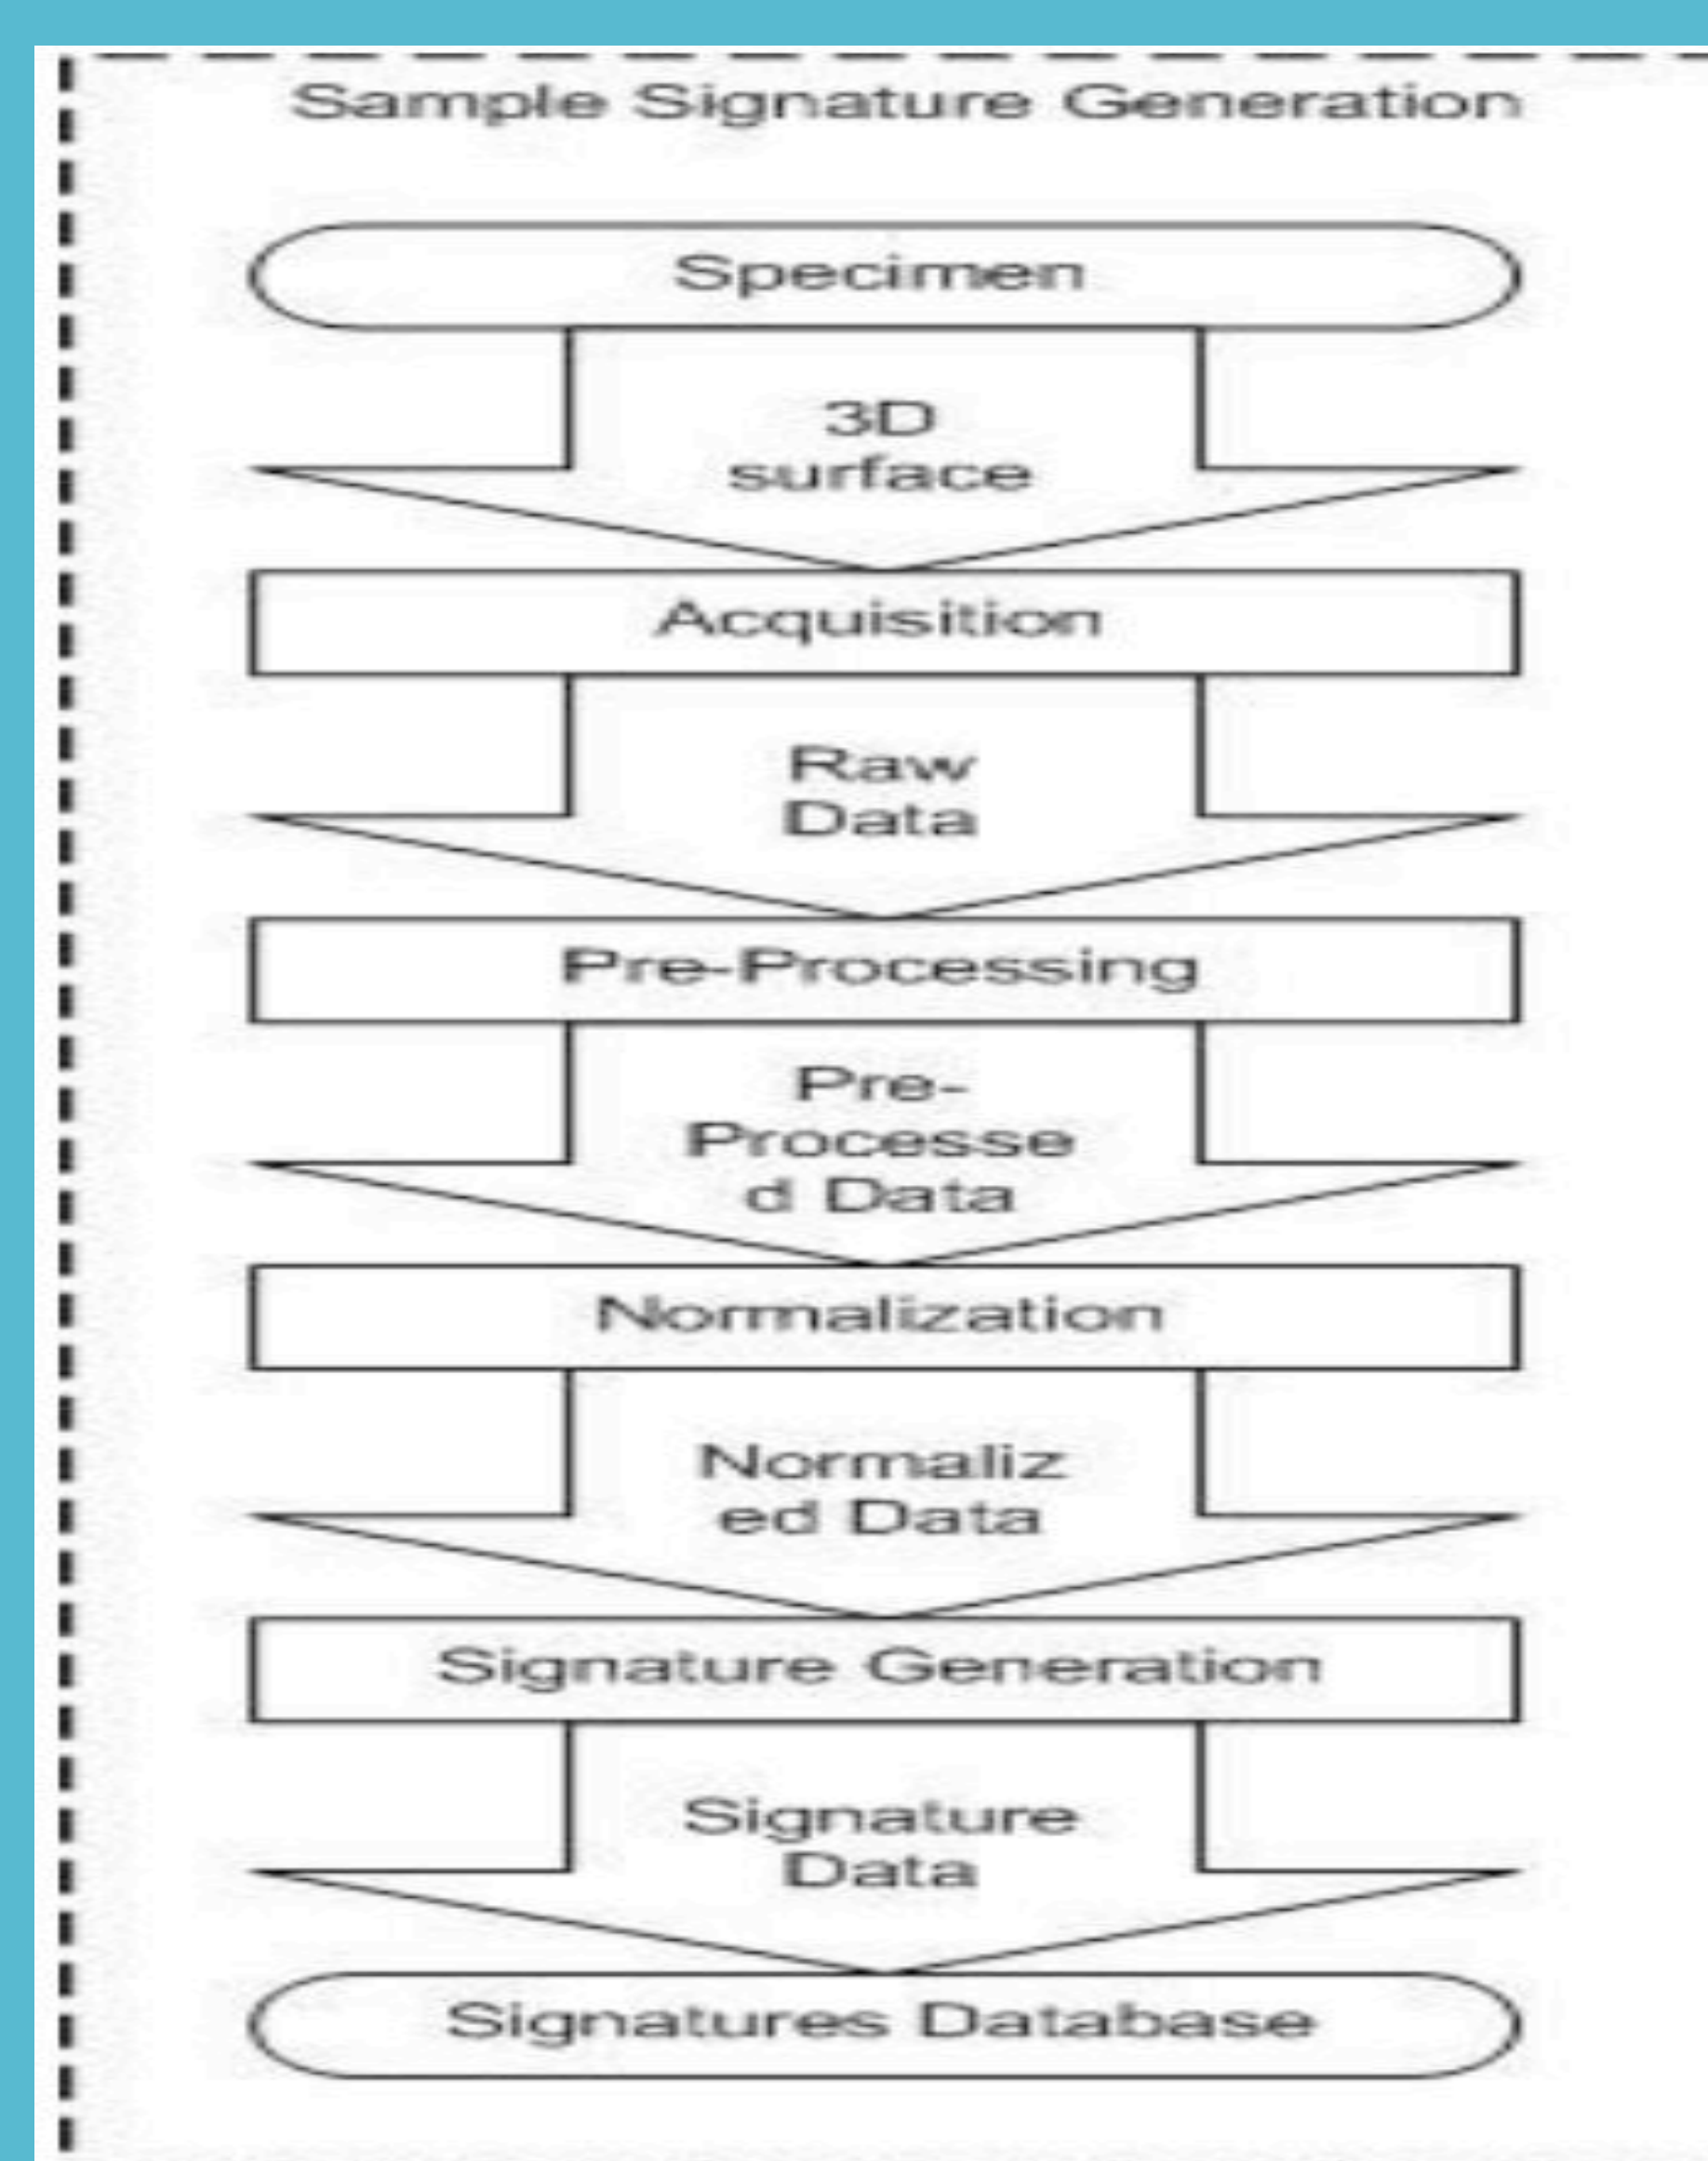 Sample Signature Generation
Specimen
3D
surface
Acquisition
Raw
Data
Pre-Processing
Pre-
Processe
d Data
Normalization
Normaliz
ed Data
Signature Generation
Signature
Data
Signatures Database